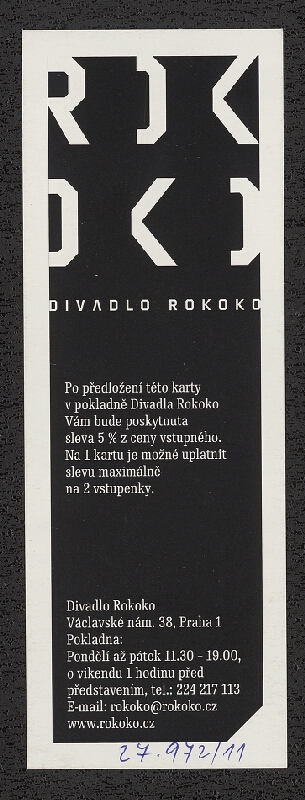 ROK
OKO
DIVADLO ROKOKO
Po předložení této karty
v pokladně Divadla Rokoko
Vám bude poskytnuta
sleva 5 % z ceny vstupného.
Na 1 kartu je možné uplatnit
slevu maximálně
na 2 vstupenky.
Divadlo Rokoko
Václavské nám. 38, Praha 1
Pokladna:
Pondělí až pátek 11.30 – 19.00,
o víkendu 1 hodinu před
představením, tel.: 224 217 113
E-mail: rokoko@rokoko.cz
www.rokoko.cz
27.972/11